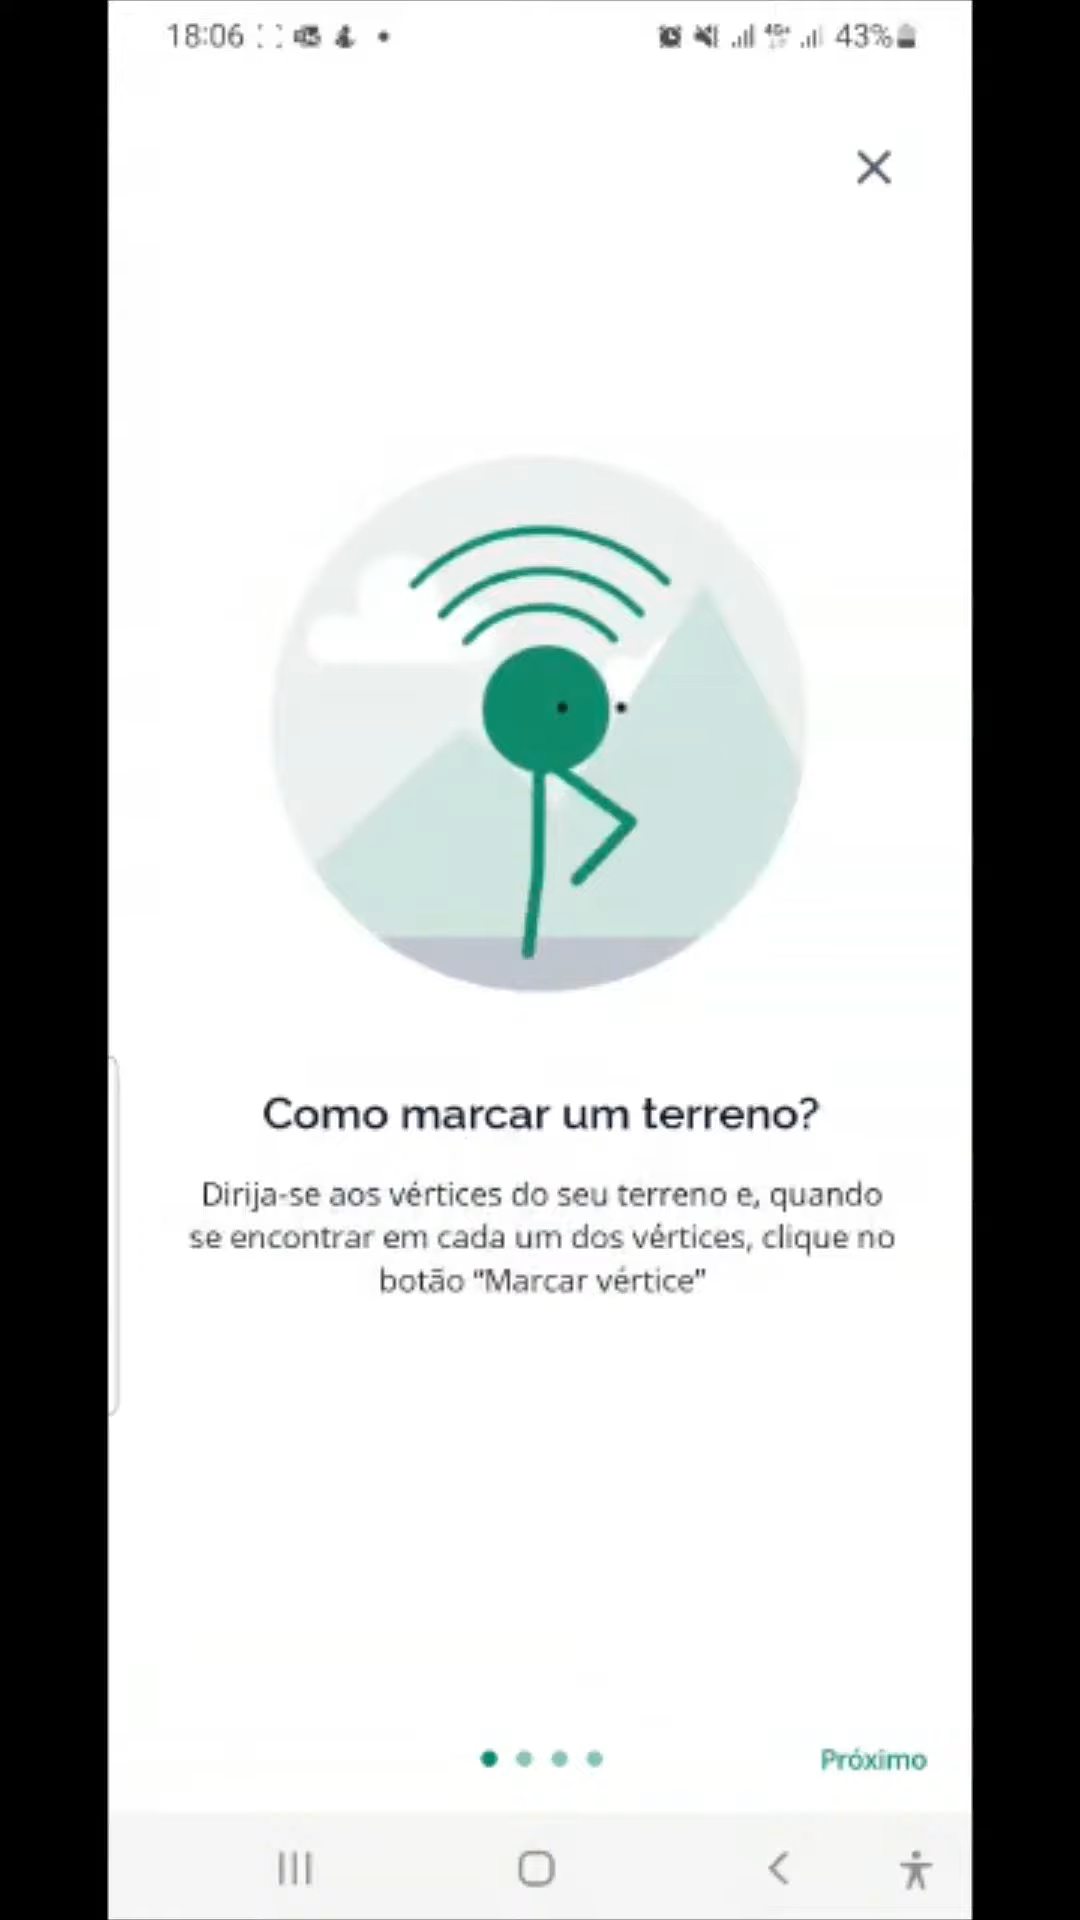 18:06
43%
Como marcar um terreno?
Dirija-se aos vértices do seu terreno e, quando
se encontrar em cada um dos vértices, clique no
botão “Marcar vértice”
Próximo